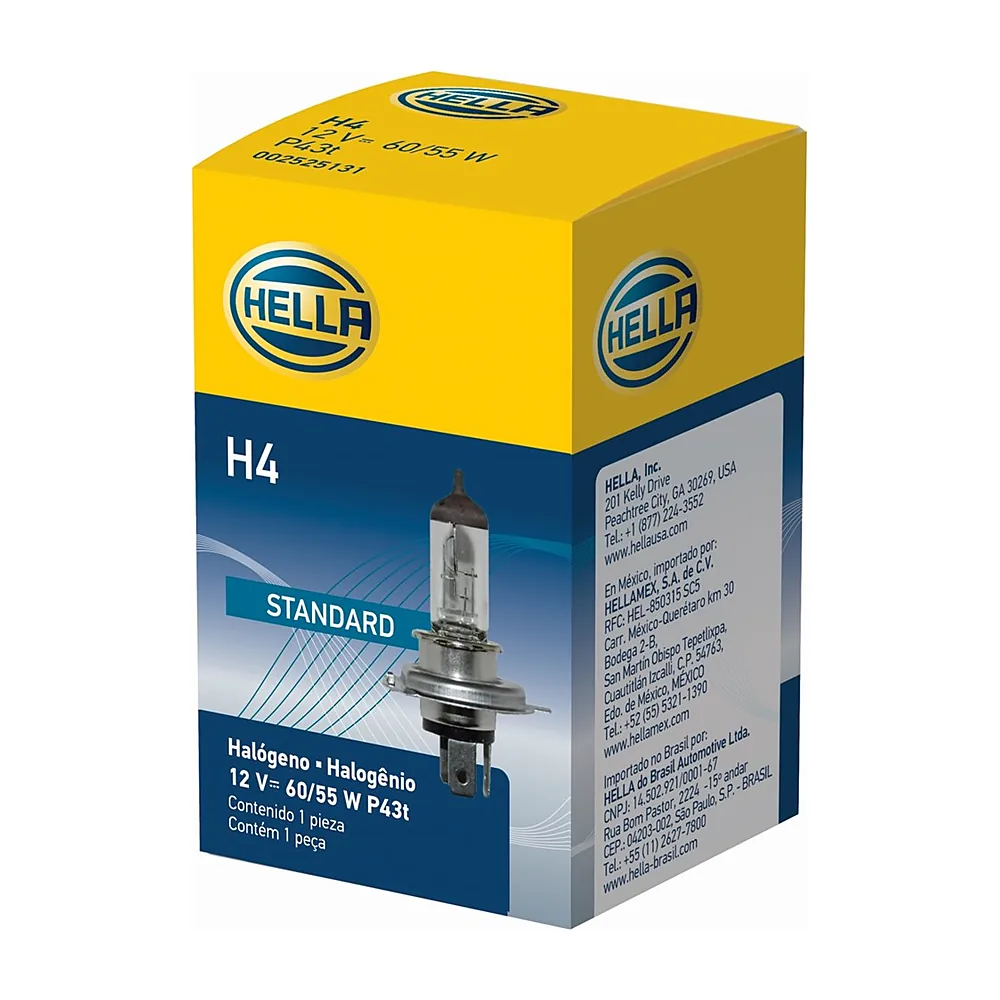 HELLA
H4
12 V⎓ 60/55 W
P43t
002525131
HELLA
H4
STANDARD
Halógeno ▪ Halogênio
12 V⎓ 60/55 W P43t
Contenido 1 pieza
Contém 1 peça
HELLA
HELLA, Inc.
201 Kelly Drive
Peachtree City, GA 30269, USA
Tel.: +1 (877) 224-3552
www.hellausa.com
En México, importado por:
HELLAMEX, S.A. de C.V.
RFC: HEL-850315 SC5
Carr. México-Querétaro km 30
Bodega 2-B,
San Martín Obispo Tepetlixpa,
Cuautitlán Izcalli, C.P. 54763,
Edo. de México, MÉXICO
Tel.: +52 (55) 5321-1390
www.hellamex.com
Importado no Brasil por:
HELLA do Brasil Automotive Ltda.
CNPJ: 14.502.921/0001-67
Rua Bom Pastor, 2224 -15º andar
CEP.: 04203-002, São Paulo, S.P. - BRASIL
Tel.: +55 (11) 2627-7800
www.hella-brasil.com